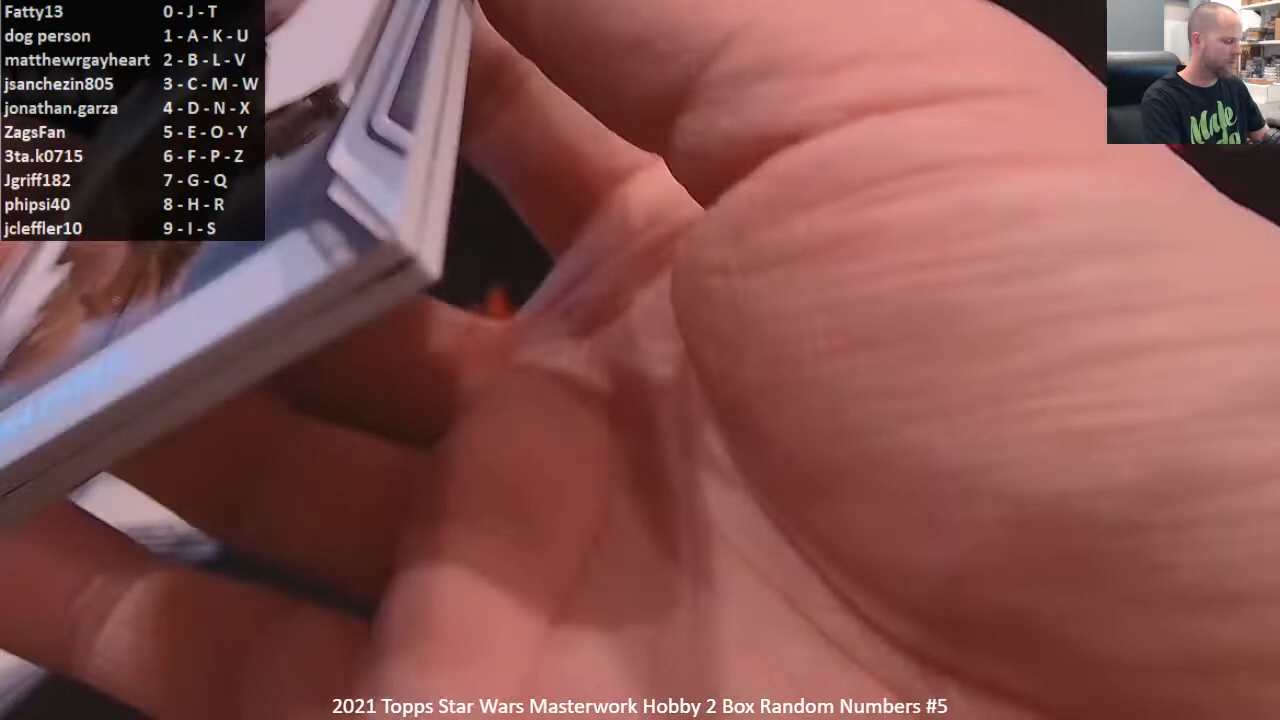 Fatty13 0 - J - T
dog person 1 - A - K - U
matthewrgayheart 2 - B - L - V
jsanchezin805 3 - C - M - W
jonathan.garza 4 - D - N - X
ZagsFan 5 - E - O - Y
3ta.k0715 6 - F - P - Z
Jgriff182 7 - G - Q
phipsi40 8 - H - R
jcleffler10 9 - I - S
Made
2021 Topps Star Wars Masterwork Hobby 2 Box Random Numbers #5